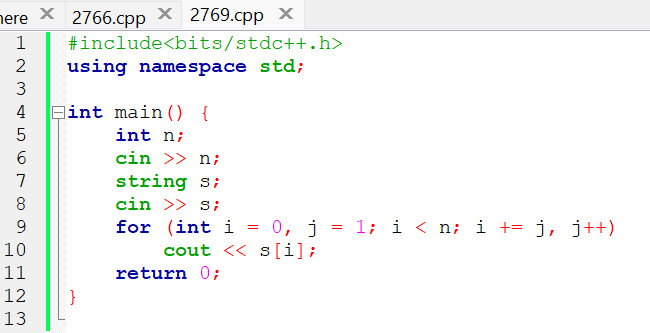 nere 2766.cpp 2769.cpp
1 #include<bits/stdc++.h>
2 using namespace std;
3
4 int main() {
5 int n;
6 cin >> n;
7 string s;
8 cin >> s;
9 for (int i = 0, j = 1; i < n; i += j, j++)
10 cout << s[i];
11 return 0;
12 }
13